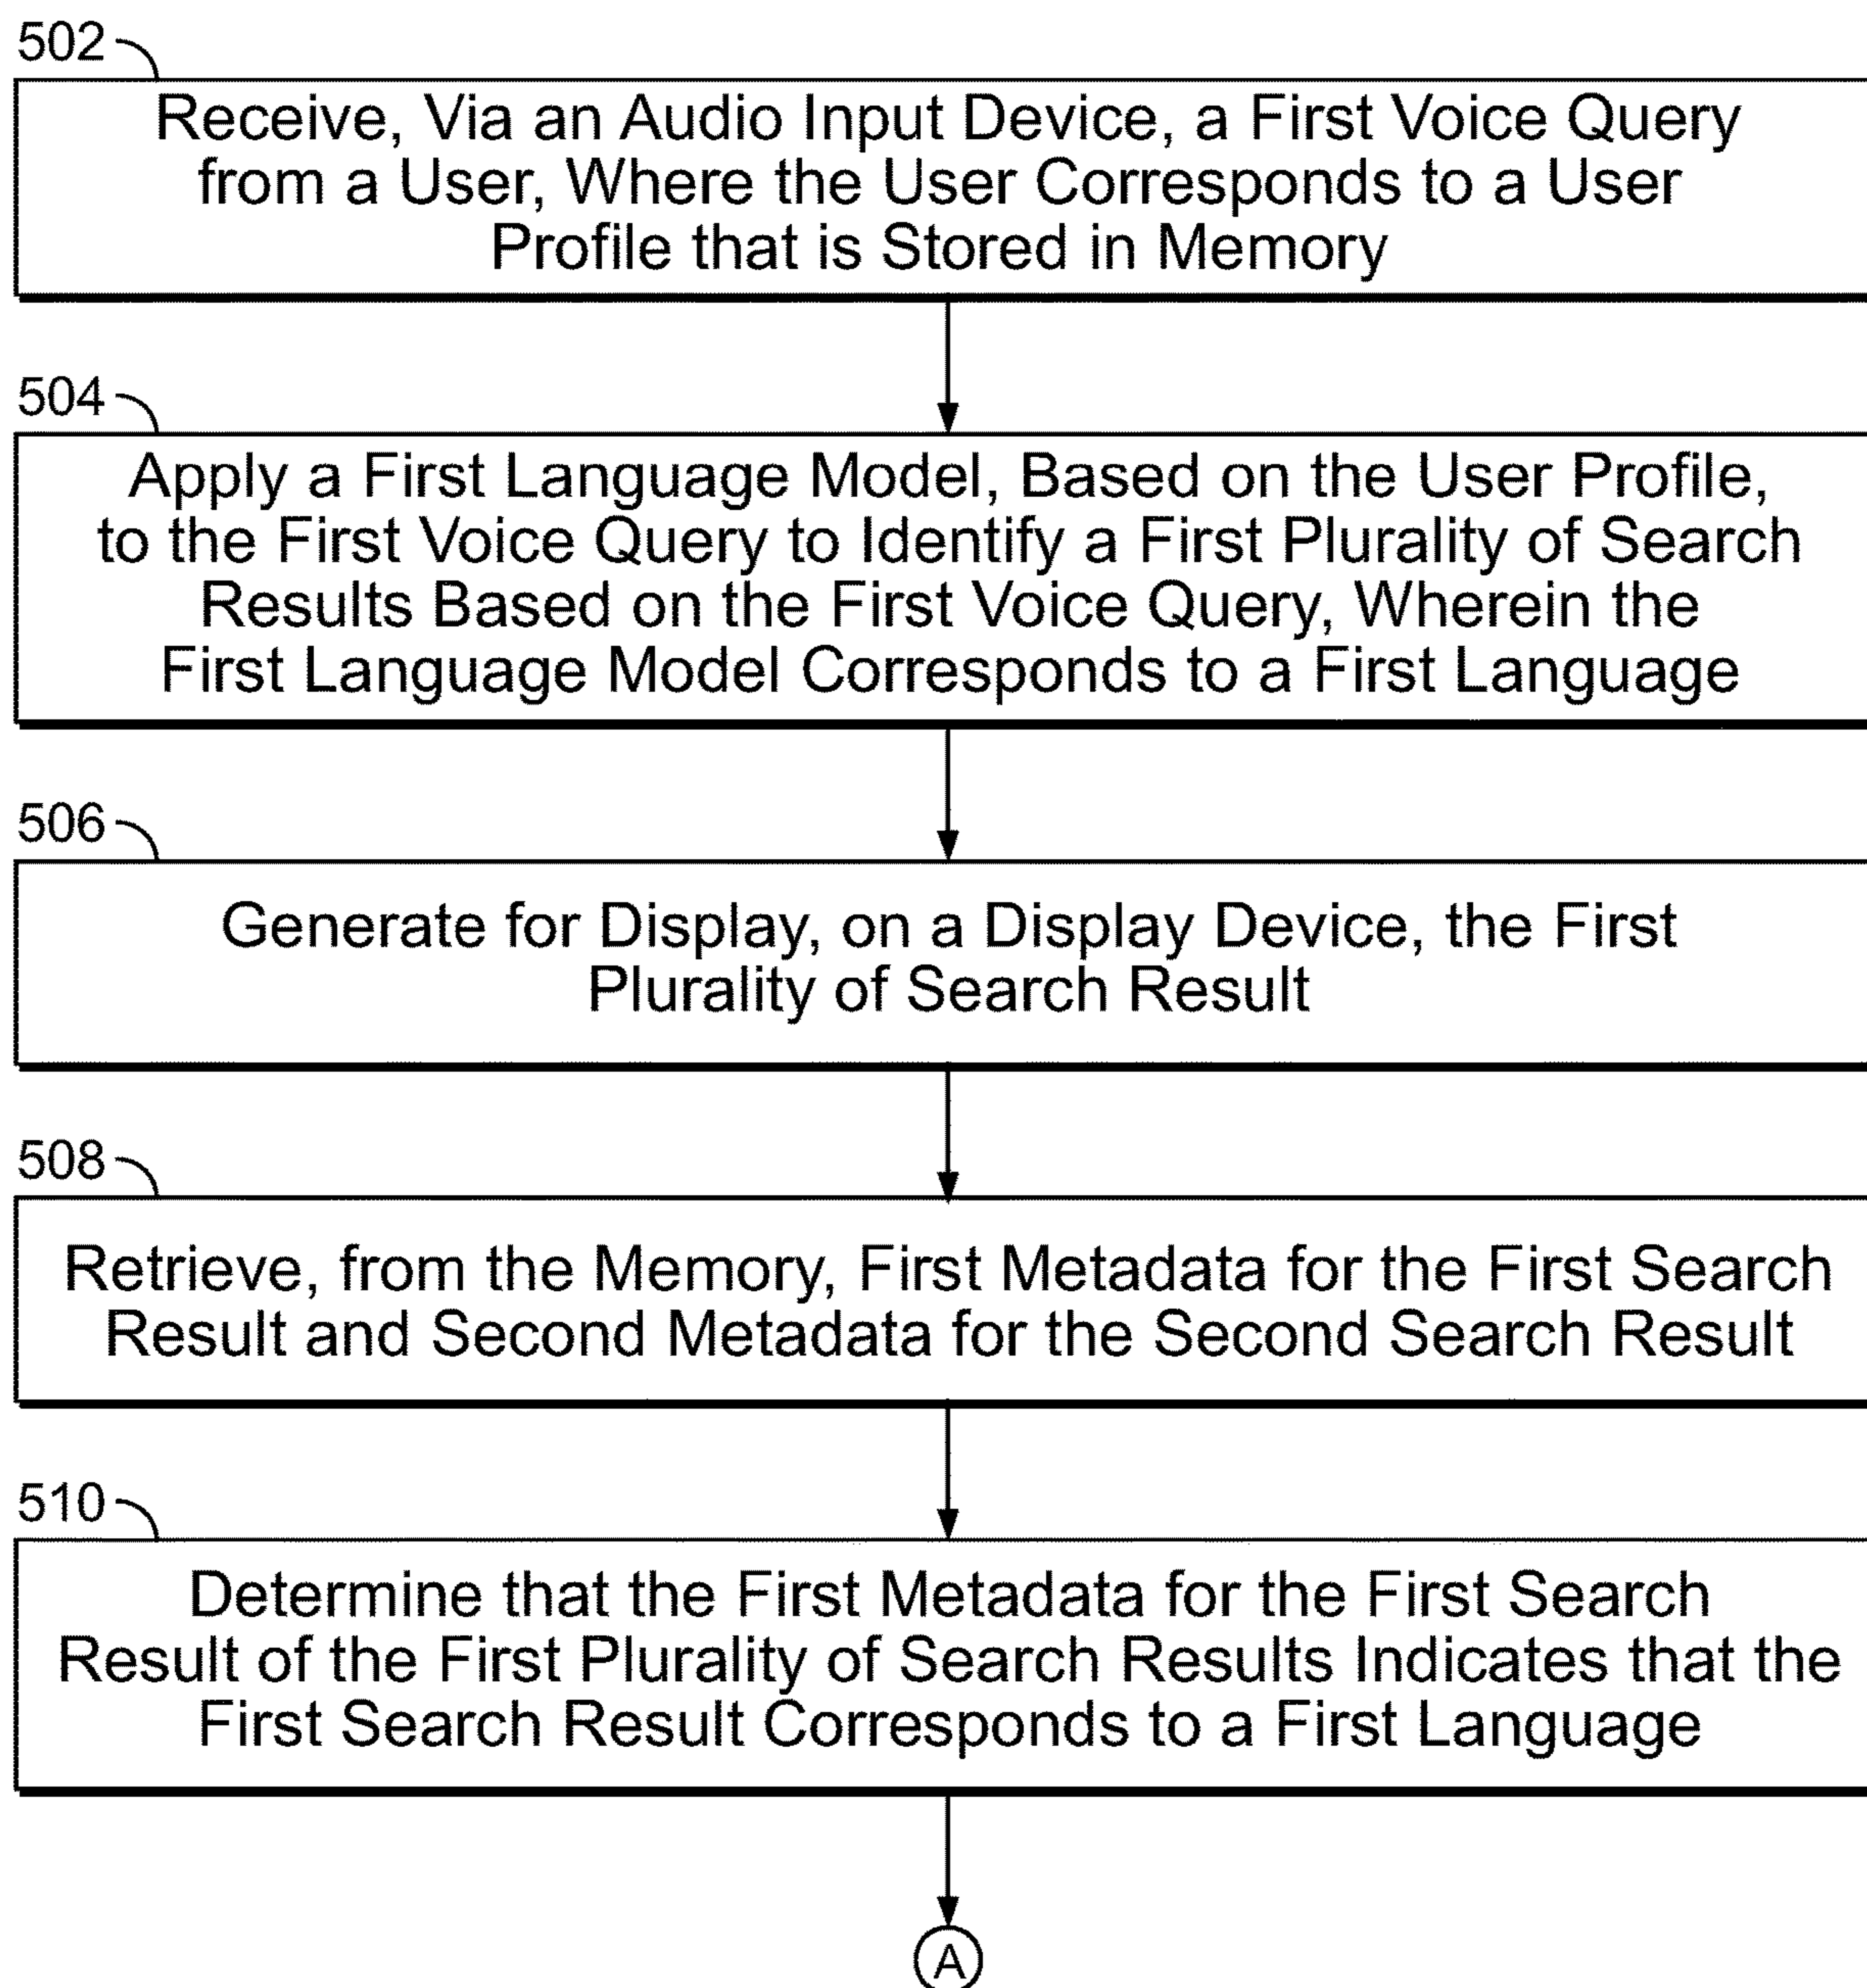 502
Receive, Via an Audio Input Device, a First Voice Query
from a User, Where the User Corresponds to a User
Profile that is Stored in Memory
504
Apply a First Language Model, Based on the User Profile,
to the First Voice Query to Identify a First Plurality of Search
Results Based on the First Voice Query, Wherein the
First Language Model Corresponds to a First Language
506
Generate for Display, on a Display Device, the First
Plurality of Search Result
508
Retrieve, from the Memory, First Metadata for the First Search
Result and Second Metadata for the Second Search Result
510
Determine that the First Metadata for the First Search
Result of the First Plurality of Search Results Indicates that the
First Search Result Corresponds to a First Language
A